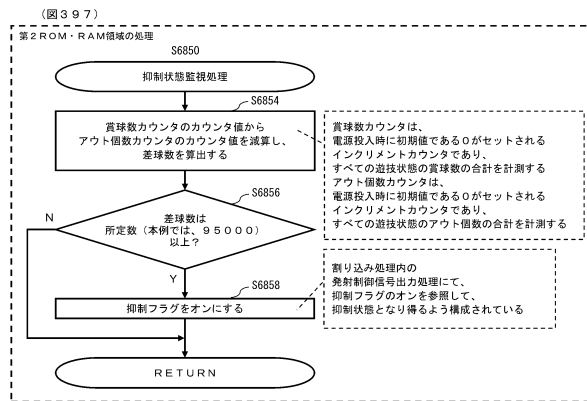 (図397)
第2ROM・RAM領域の処理
S6850
抑制状態監視処理
S6854
賞球数カウンタのカウンタ値から
アウト個数カウンタのカウンタ値を減算し、
差球数を算出する
賞球数カウンタは、
電源投入時に初期値である0がセットされる
インクリメントカウンタであり、
すべての遊技状態の賞球数の合計を計測する
アウト個数カウンタは、
電源投入時に初期値である0がセットされる
インクリメントカウンタであり、
すべての遊技状態のアウト個数の合計を計測する
S6856
N
差球数は
所定数(本例では、95000)
以上?
Y
S6858
抑制フラグをオンにする
割り込み処理内の
発射制御信号出力処理にて、
抑制フラグのオンを参照して、
抑制状態となり得るよう構成されている
RETURN